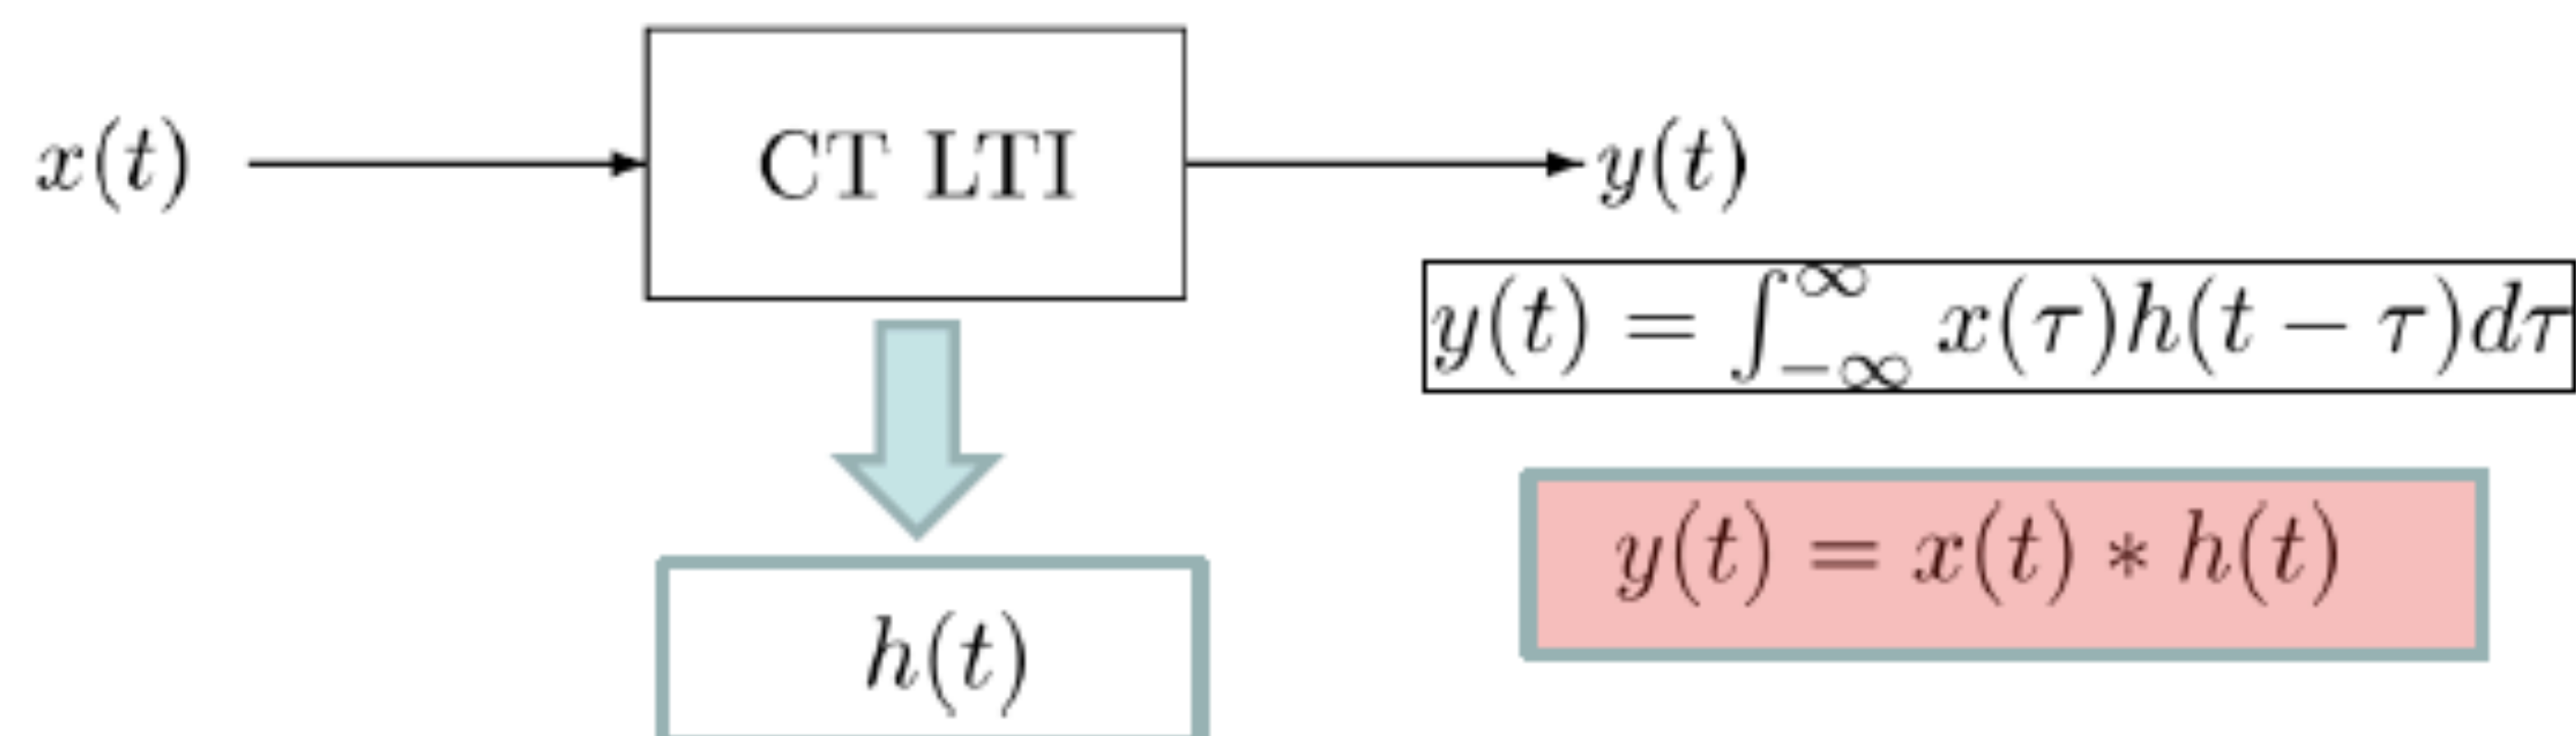 x(t)
CT LTI
y(t)
y(t) = ∫_{-∞}^{∞} x(τ)h(t − τ)dτ
y(t) = x(t) * h(t)
h(t)